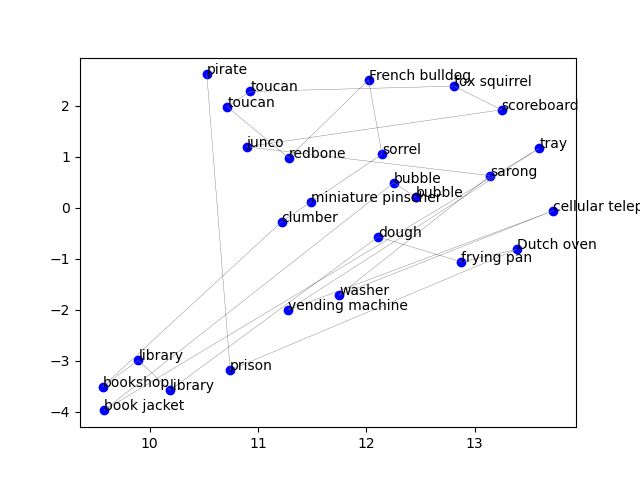 pirate
French bulldog
fox squirrel
toucan
toucan
scoreboard
junco
redbone
sorrel
tray
sarong
bubble
bubble
miniature pinscher
clumber
cellular telep
dough
Dutch oven
frying pan
washer
vending machine
library
prison
bookshop
library
book jacket
2
1
0
−1
−2
−3
−4
10 11 12 13